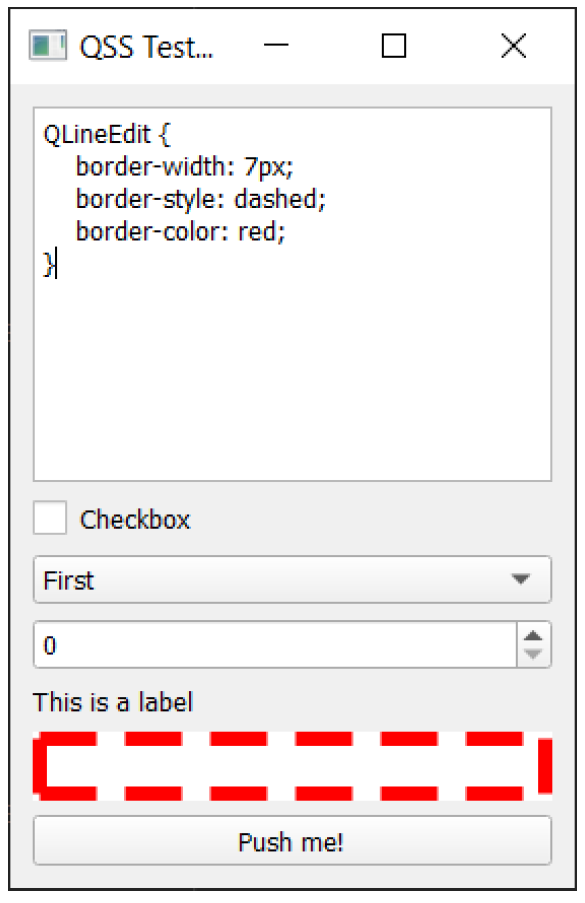 QSS Test...
QLineEdit {
    border-width: 7px;
    border-style: dashed;
    border-color: red;
}
Checkbox
First
0
This is a label
Push me!